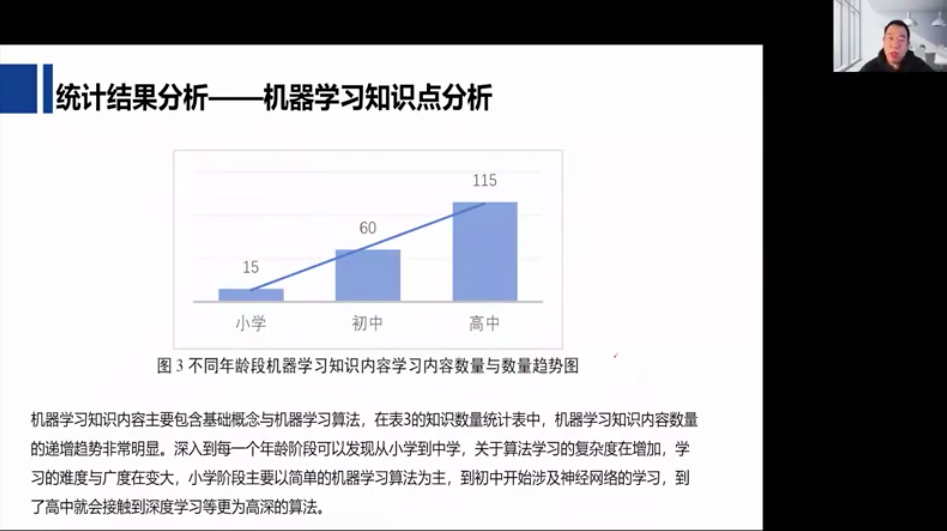 统计结果分析——机器学习知识点分析
115
60
15
小学
初中
高中
图 3 不同年龄段机器学习知识内容学习内容数量与数量趋势图
机器学习知识内容主要包含基础概念与机器学习算法，在表3的知识数量统计表中，机器学习知识内容数量
的递增趋势非常明显。深入到每一个年龄阶段可以发现从小学到中学，关于算法学习的复杂度在增加，学
习的难度与广度在变大，小学阶段主要以简单的机器学习算法为主，到初中开始涉及神经网络的学习，到
了高中就会接触到深度学习等更为高深的算法。